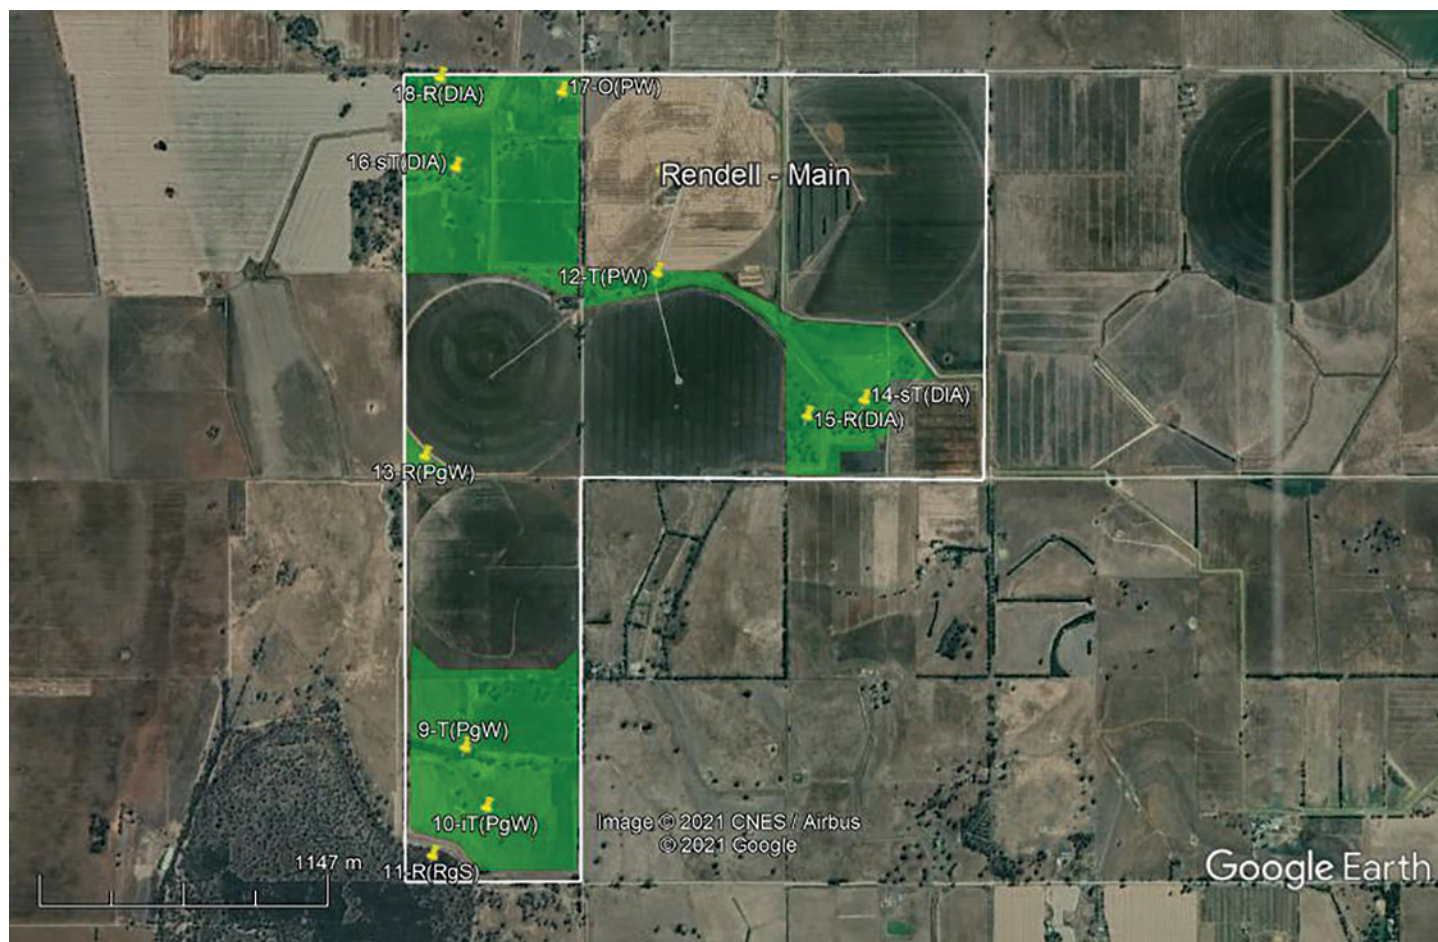 18-R(DIA)
17-O(PW)
16-sT(DIA)
Rendell - Main
12-T(PW)
14-sT(DIA)
15-R(DIA)
13-R(PgW)
9-T(PgW)
10-iT(PgW)
11-R(RgS)
1147 m
Image © 2021 CNES / Airbus
© 2021 Google
Google Earth